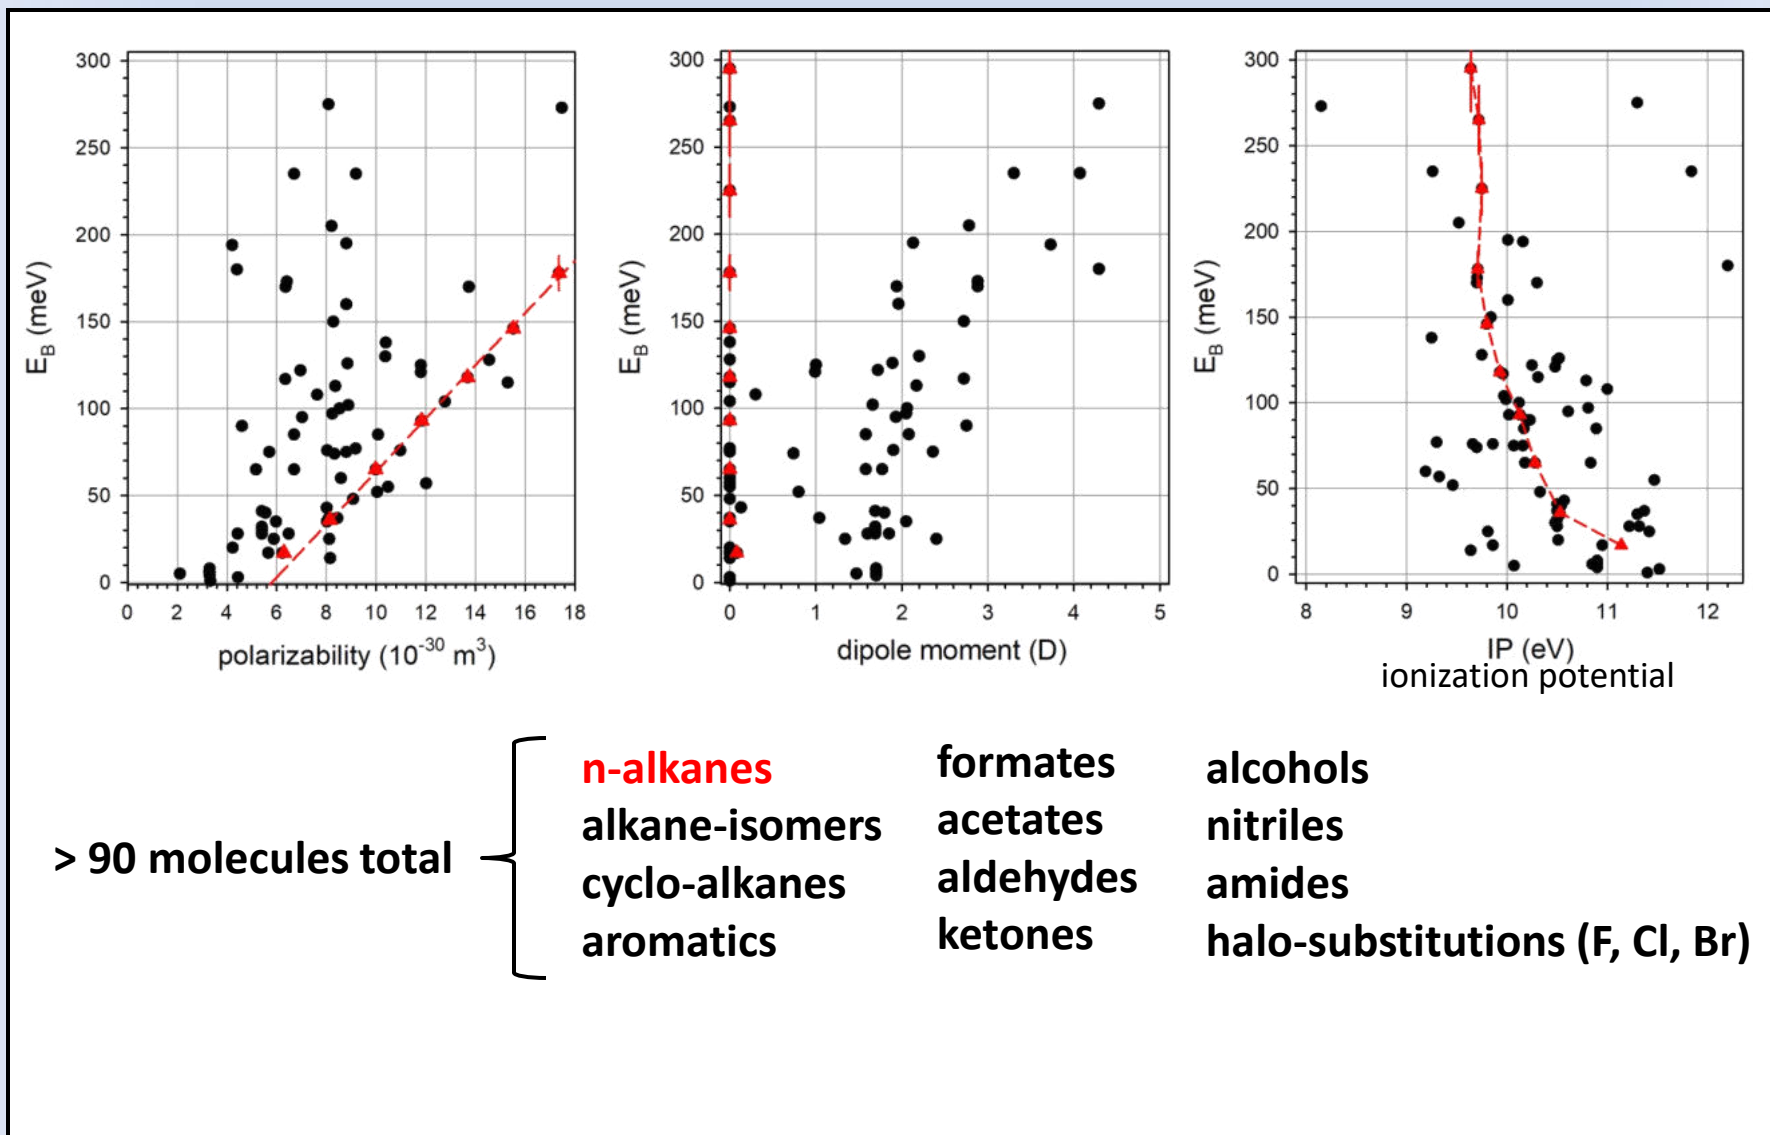 300
250
200
150
100
50
0
E_B (meV)
0 2 4 6 8 10 12 14 16 18
polarizability (10^-30 m^3)
300
250
200
150
100
50
0
E_B (meV)
0 1 2 3 4 5
dipole moment (D)
300
250
200
150
100
50
0
E_B (meV)
8 9 10 11 12
IP (eV)
ionization potential
> 90 molecules total
n-alkanes
alkane-isomers
cyclo-alkanes
aromatics
formates
acetates
aldehydes
ketones
alcohols
nitriles
amides
halo-substitutions (F, Cl, Br)